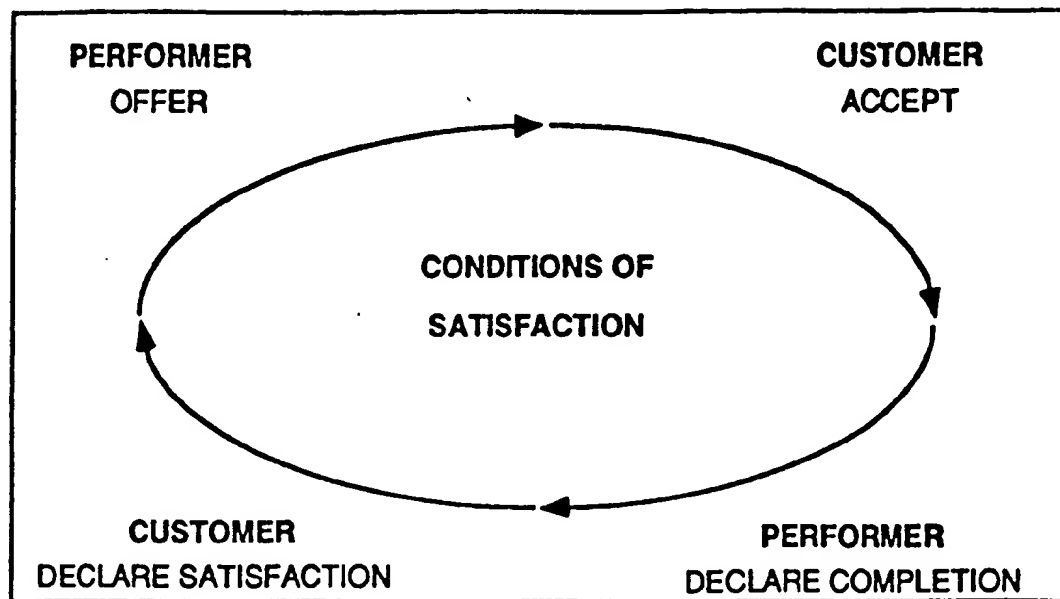 PERFORMER
OFFER
CUSTOMER
ACCEPT
CONDITIONS OF
SATISFACTION
CUSTOMER
DECLARE SATISFACTION
PERFORMER
DECLARE COMPLETION